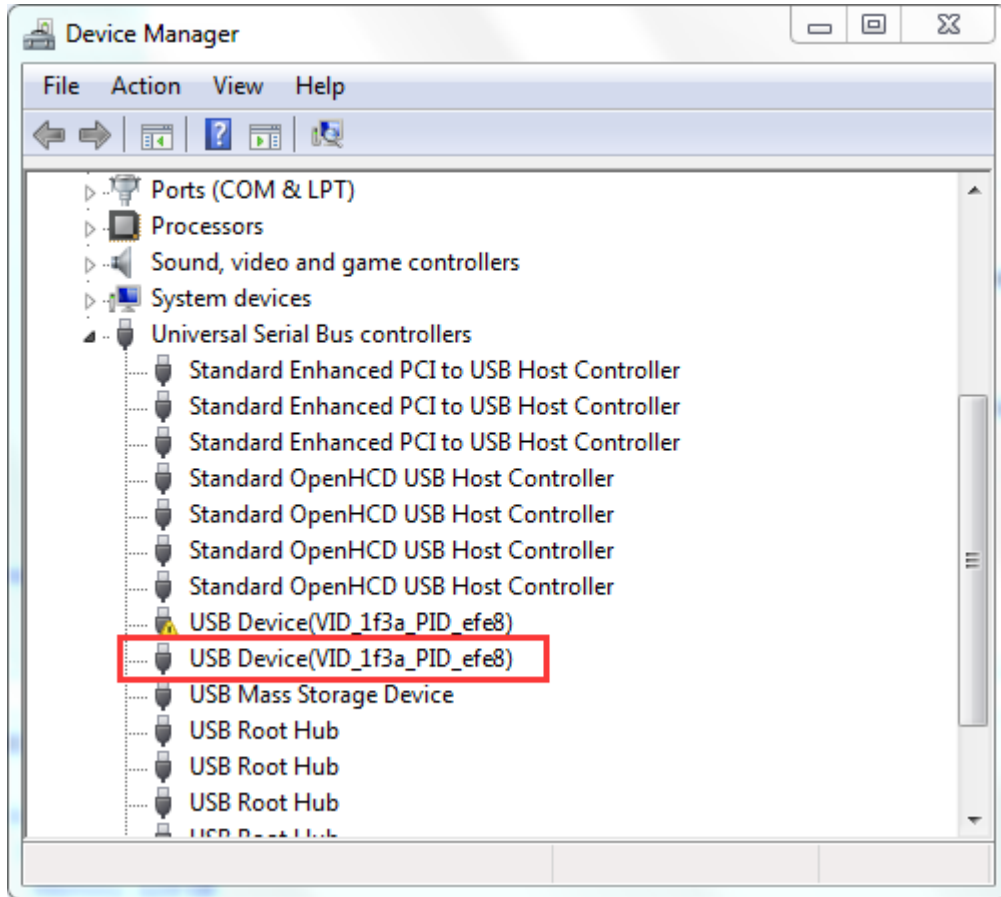 Device Manager
File Action View Help
Ports (COM & LPT)
Processors
Sound, video and game controllers
System devices
Universal Serial Bus controllers
Standard Enhanced PCI to USB Host Controller
Standard Enhanced PCI to USB Host Controller
Standard Enhanced PCI to USB Host Controller
Standard OpenHCD USB Host Controller
Standard OpenHCD USB Host Controller
Standard OpenHCD USB Host Controller
Standard OpenHCD USB Host Controller
USB Device(VID_1f3a_PID_efe8)
USB Device(VID_1f3a_PID_efe8)
USB Mass Storage Device
USB Root Hub
USB Root Hub
USB Root Hub
USB Root Hub